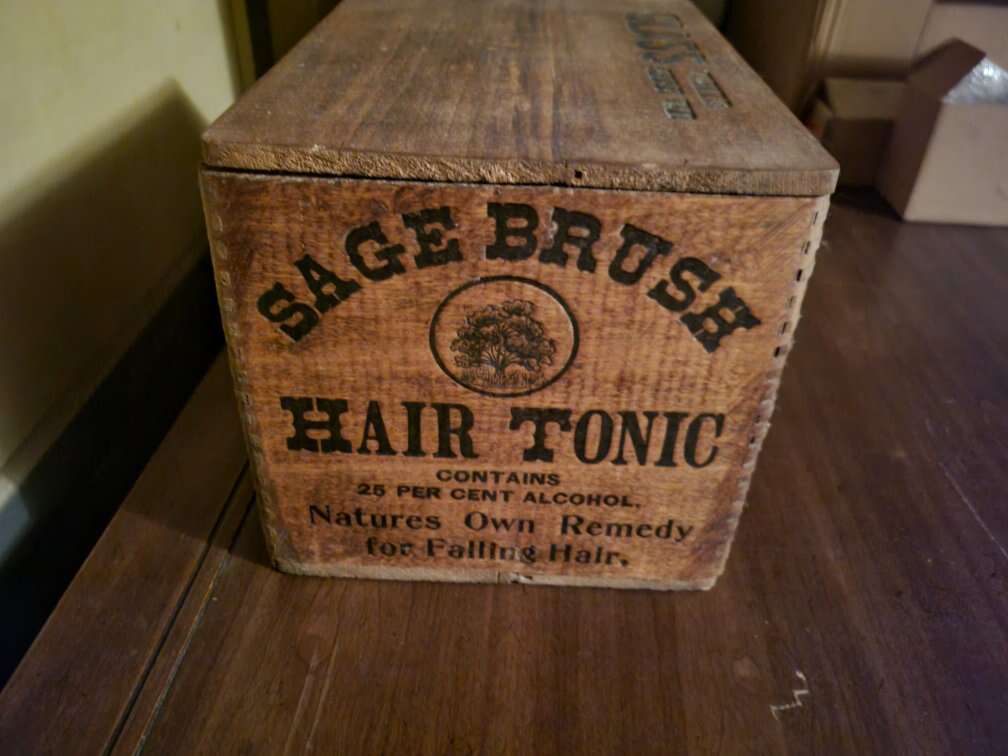 SAGE BRUSH
HAIR TONIC
CONTAINS
25 PER CENT ALCOHOL.
Natures Own Remedy
for Falling Hair.